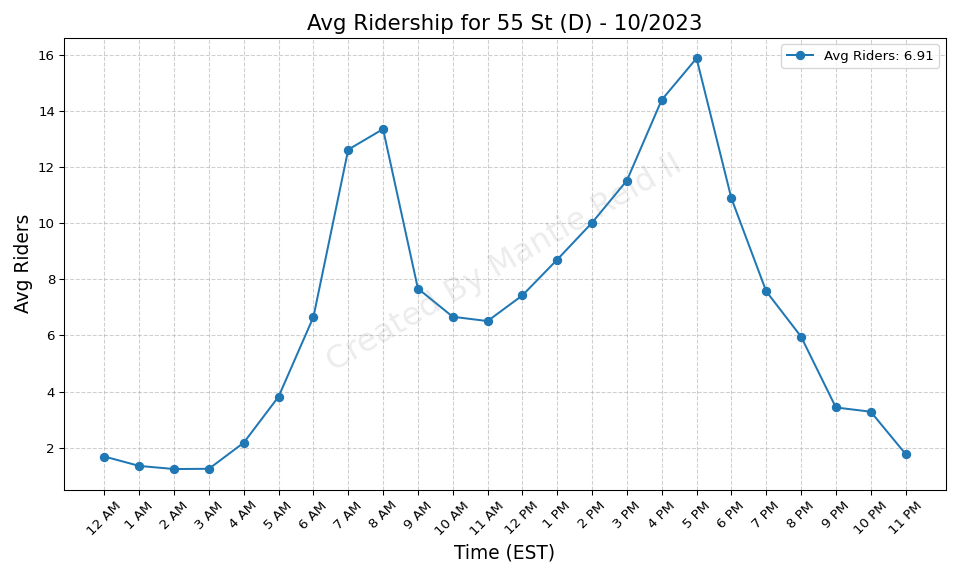 Avg Ridership for 55 St (D) - 10/2023
Avg Riders: 6.91
Avg Riders
16
14
12
10
8
6
4
2
Created By Mantie Reid II
12 AM
1 AM
2 AM
3 AM
4 AM
5 AM
6 AM
7 AM
8 AM
9 AM
10 AM
11 AM
12 PM
1 PM
2 PM
3 PM
4 PM
5 PM
6 PM
7 PM
8 PM
9 PM
10 PM
11 PM
Time (EST)